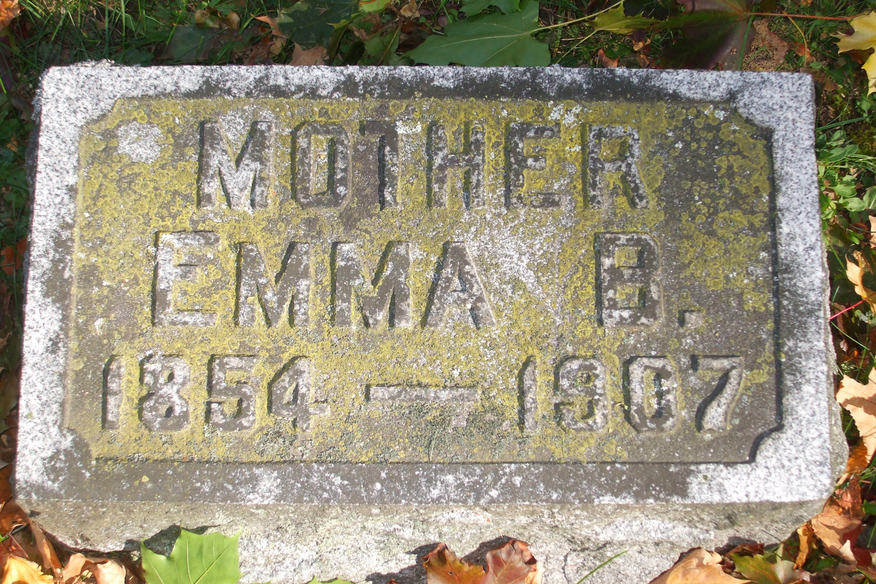 MOTHER
EMMA B.
1854 — 1907